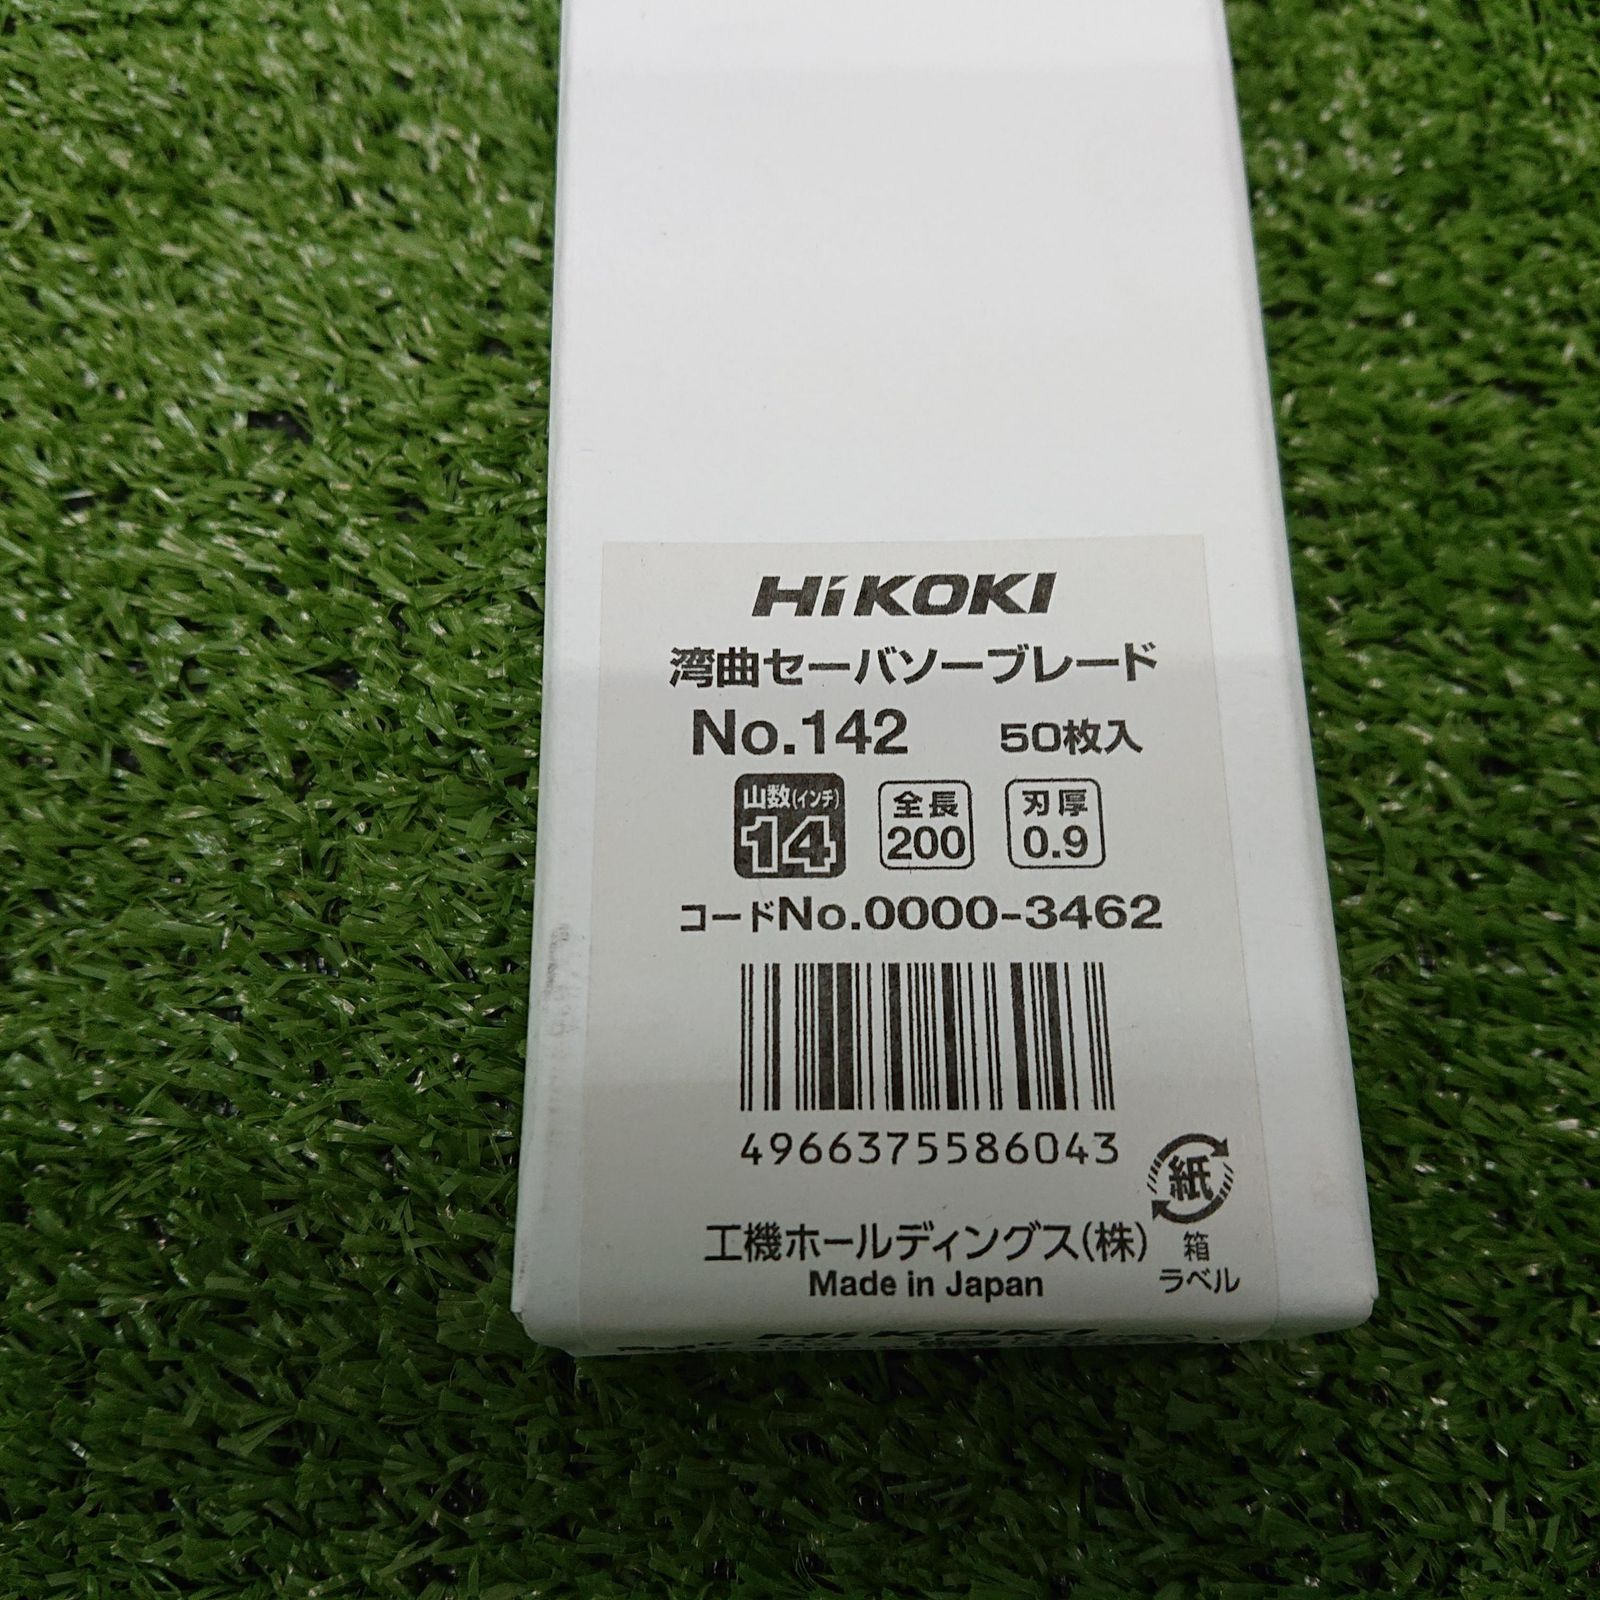 HiKOKI
湾曲セーバソーブレード
No.142 50枚入
山数(インチ) 全長 刃厚
14 200 0.9
コードNo.0000-3462
4966375586043
紙
工機ホールディングス(株) 箱
Made in Japan ラベル
HiKOKI